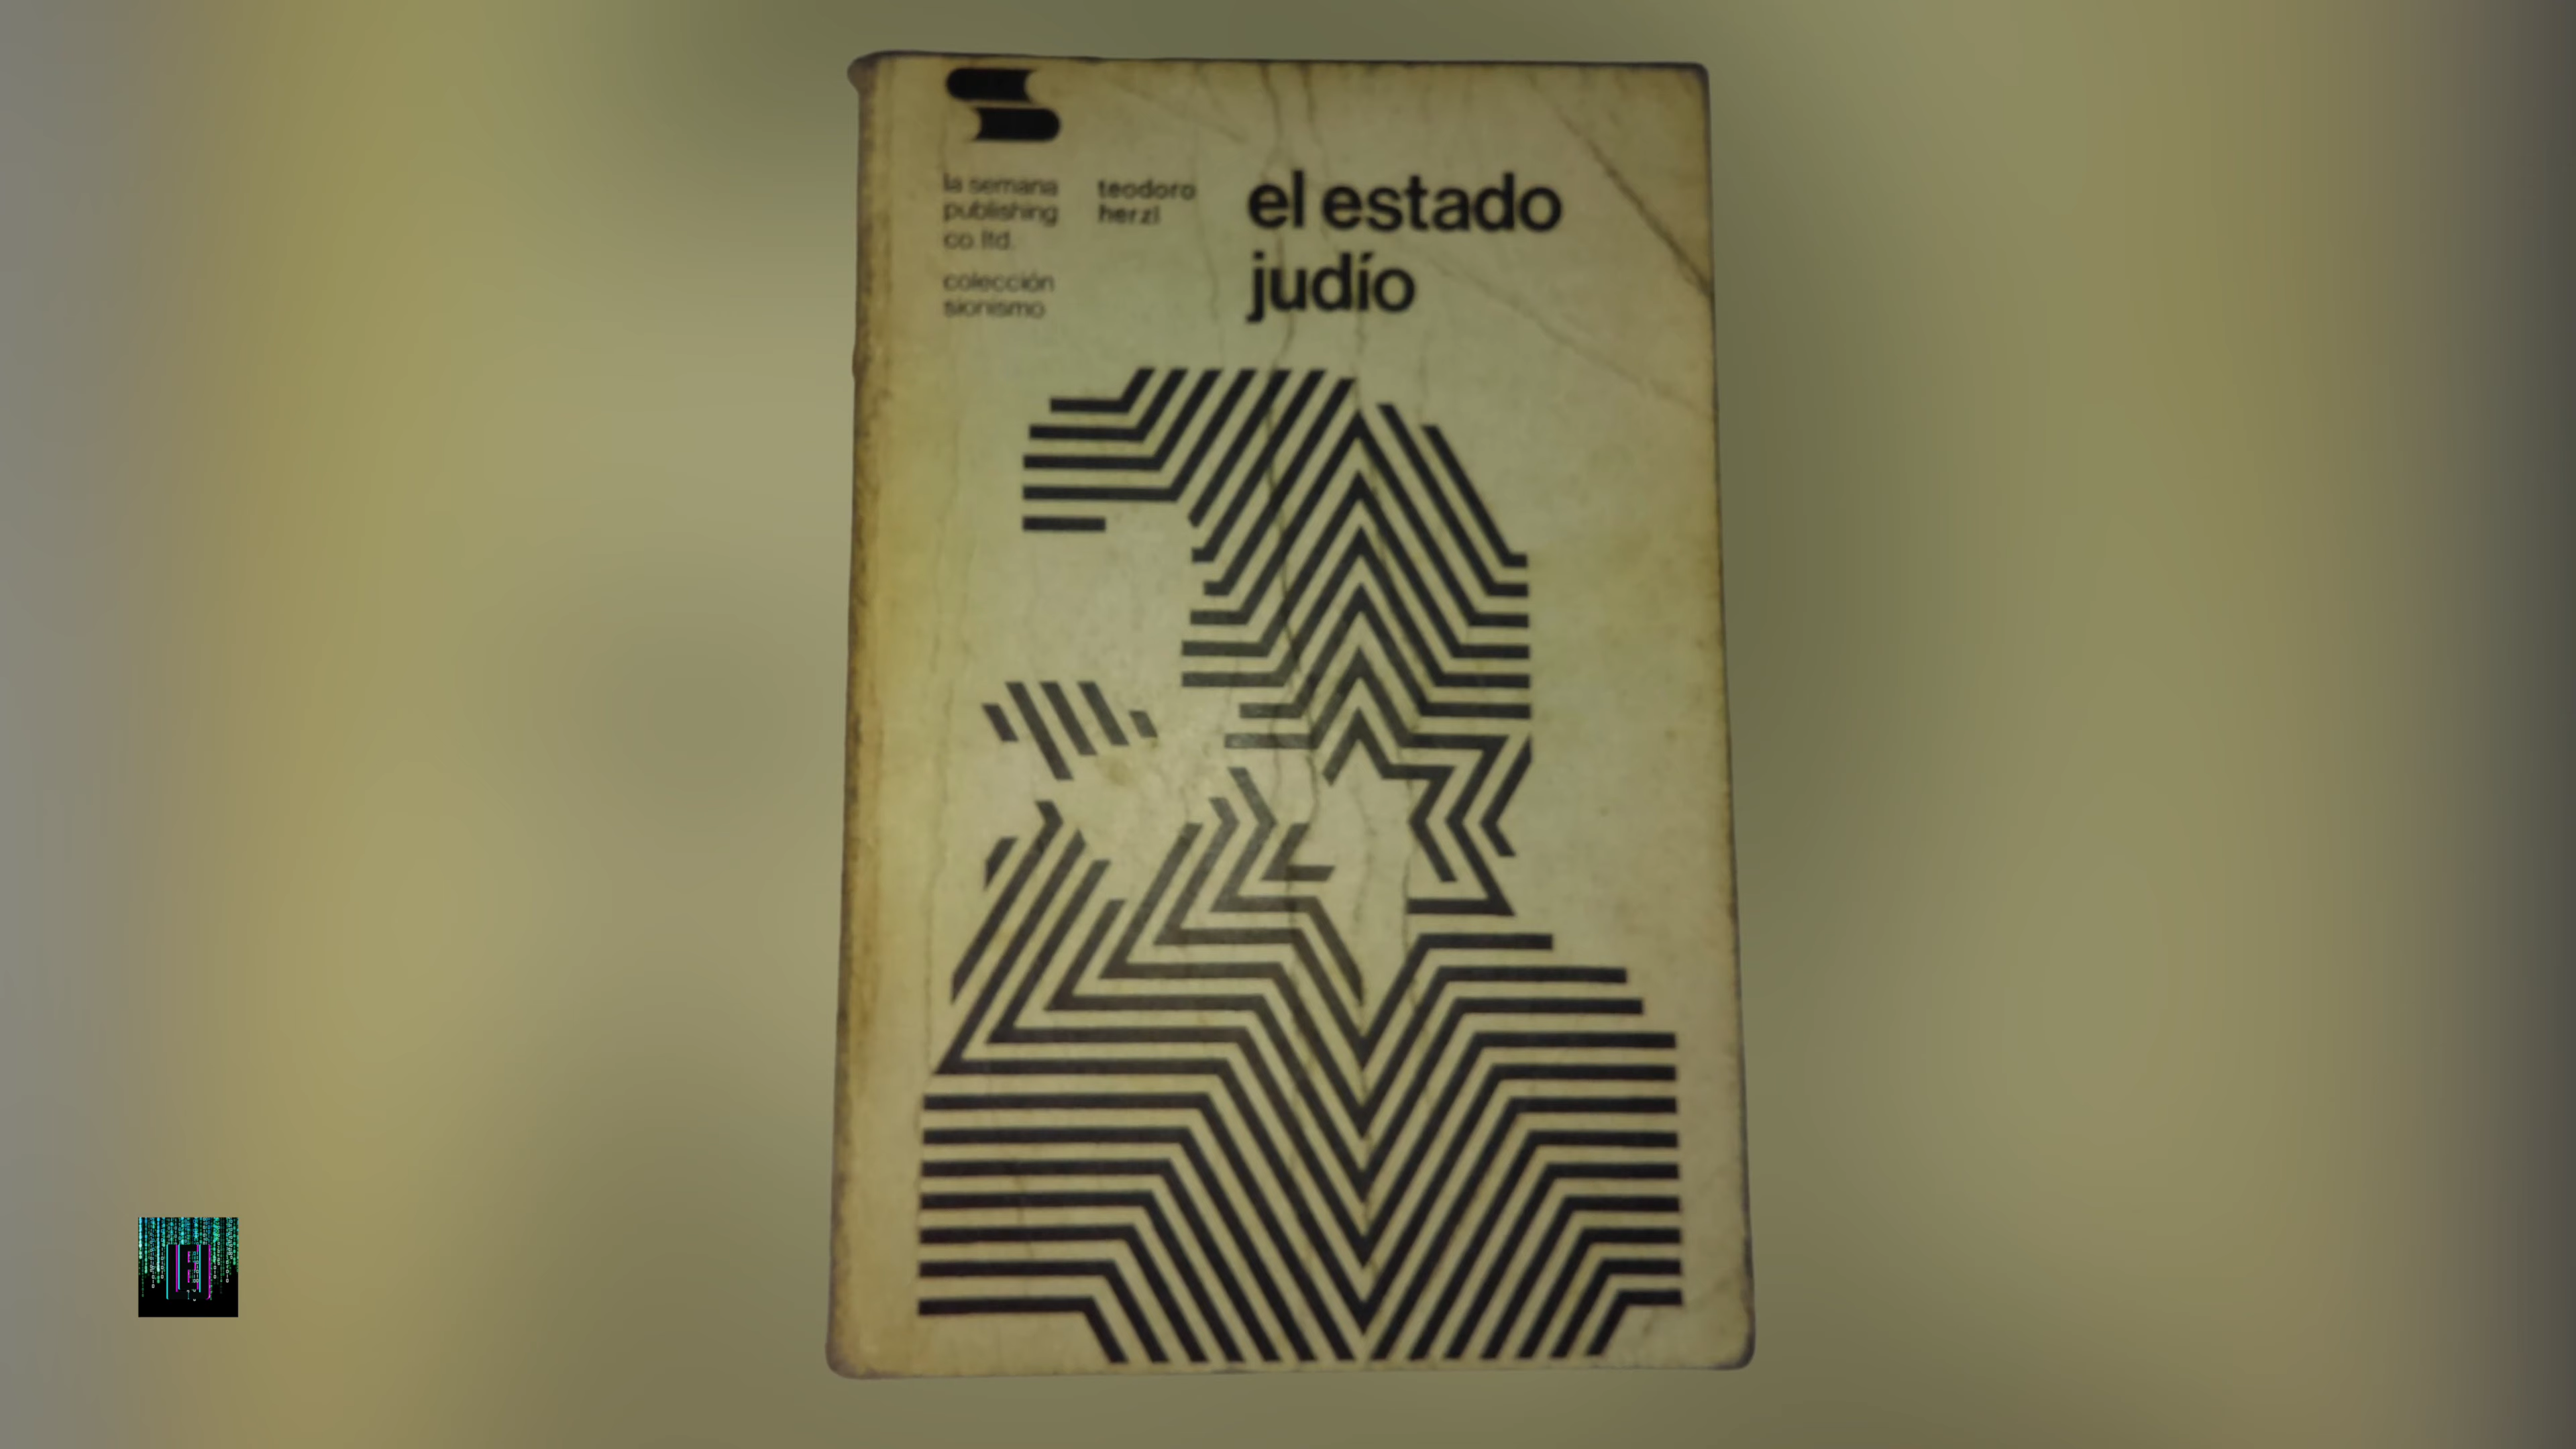 la semana
publishing
co. ltd.
colección
sionismo
teodoro
herzl
el estado
judío